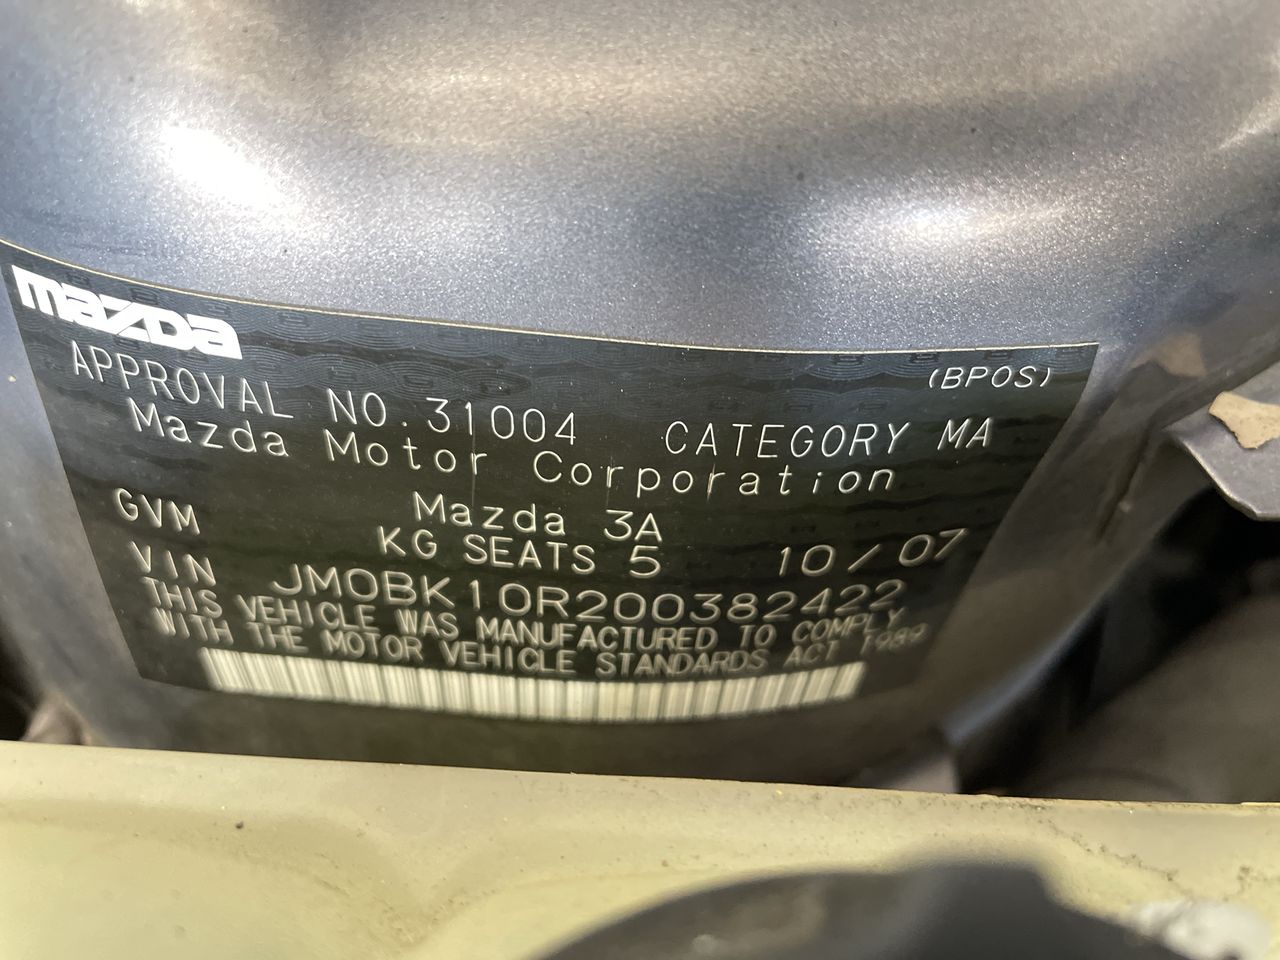 mazda
(BPOS)
APPROVAL NO.31004 CATEGORY MA
Mazda Motor Corporation
Mazda 3A
GVM KG SEATS 5 10/07
VIN JM0BK10R200382422
THIS VEHICLE WAS MANUFACTURED TO COMPLY
WITH THE MOTOR VEHICLE STANDARDS ACT 1989